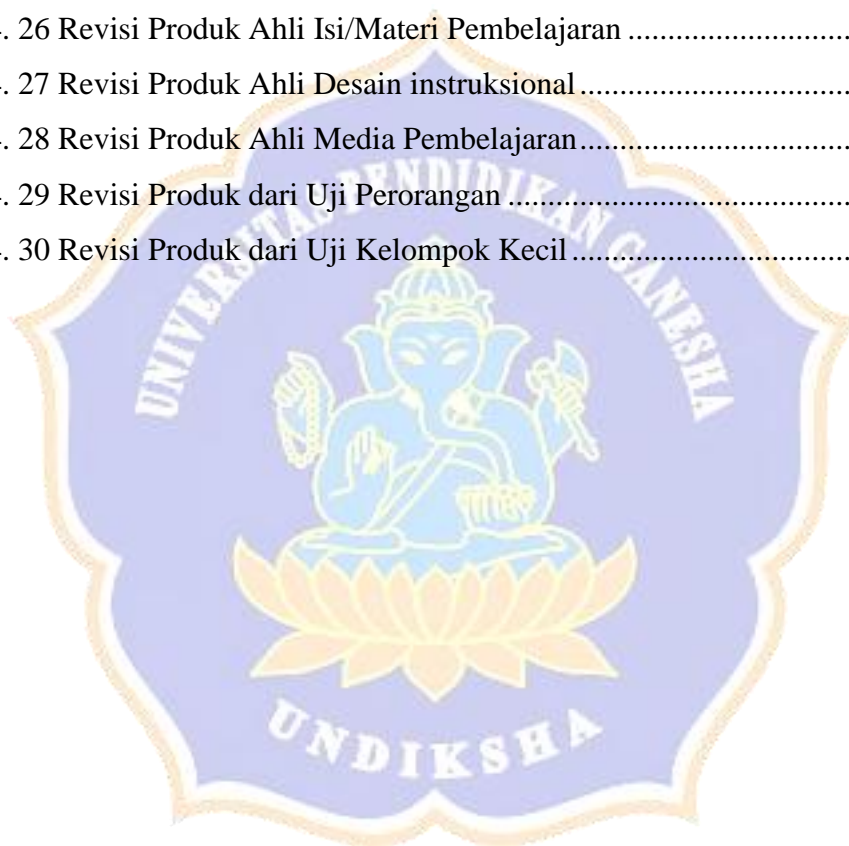 . 26 Revisi Produk Ahli Isi/Materi Pembelajaran ..............................
. 27 Revisi Produk Ahli Desain instruksional ....................................
. 28 Revisi Produk Ahli Media Pembelajaran ....................................
. 29 Revisi Produk dari Uji Perorangan .............................................
. 30 Revisi Produk dari Uji Kelompok Kecil .....................................
UNIVERSITAS PENDIDIKAN GANESHA
UNDIKSHA